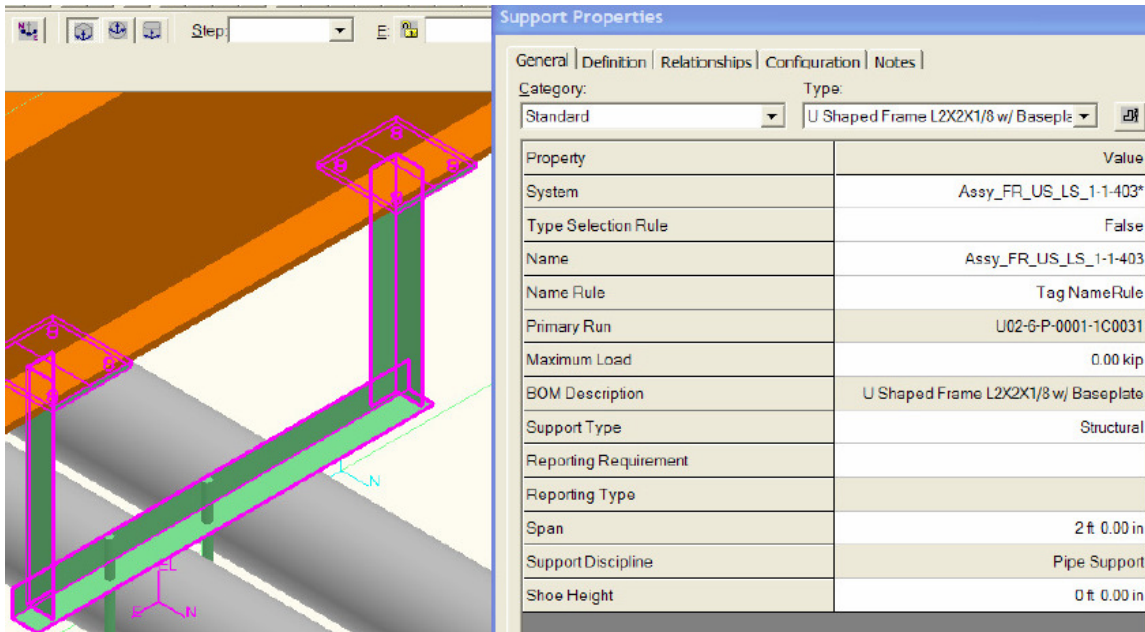 Step:
E:
Support Properties
General Definition Relationships Configuration Notes
Category: Type:
Standard U Shaped Frame L2X2X1/8 w/ Basepla
Property Value
System Assy_FR_US_LS_1-1-403*
Type Selection Rule False
Name Assy_FR_US_LS_1-1-403
Name Rule Tag NameRule
Primary Run U02-6-P-0001-1C0031
Maximum Load 0.00 kip
BOM Description U Shaped Frame L2X2X1/8 w/ Baseplate
Support Type Structural
Reporting Requirement
Reporting Type
Span 2 ft 0.00 in
Support Discipline Pipe Support
Shoe Height 0 ft 0.00 in
N
EL
E
N